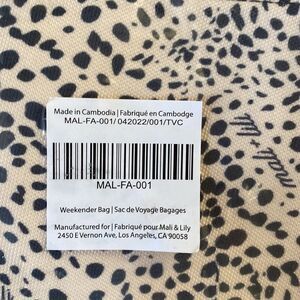 Made in Cambodia | Fabriqué en Cambodge
MAL-FA-001/ 042022/001/TVC
MAL-FA-001
Weekender Bag | Sac de Voyage Bagages
Manufactured for | Fabriqué pour Mali & Lily
2450 E Vernon Ave, Los Angeles, CA 90058